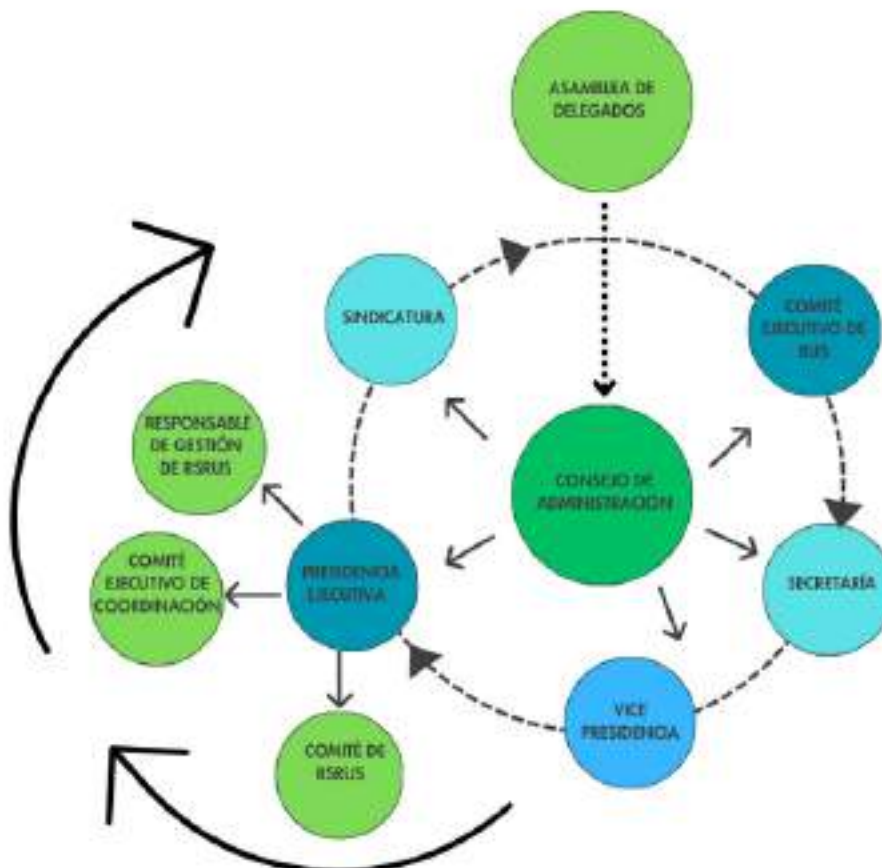 ASAMBLEA DE
DELEGADOS
SINDICATURA
COMITÉ
EJECUTIVO DE
RUS
RESPONSABLE
DE GESTIÓN
DE RSRUS
CONSEJO DE
ADMINISTRACIÓN
COMITÉ
EJECUTIVO DE
COORDINACIÓN
PRESIDENCIA
EJECUTIVA
SECRETARÍA
VICE
PRESIDENCIA
COMITÉ DE
RSRUS